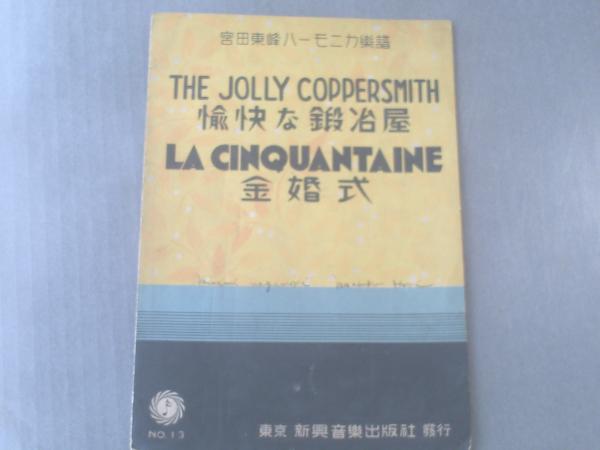 宮田東峰ハーモニカ樂譜
THE JOLLY COPPERSMITH
愉快な鍛冶屋
LA CINQUANTAINE
金婚式
NO.13
東京 新興音樂出版社 發行